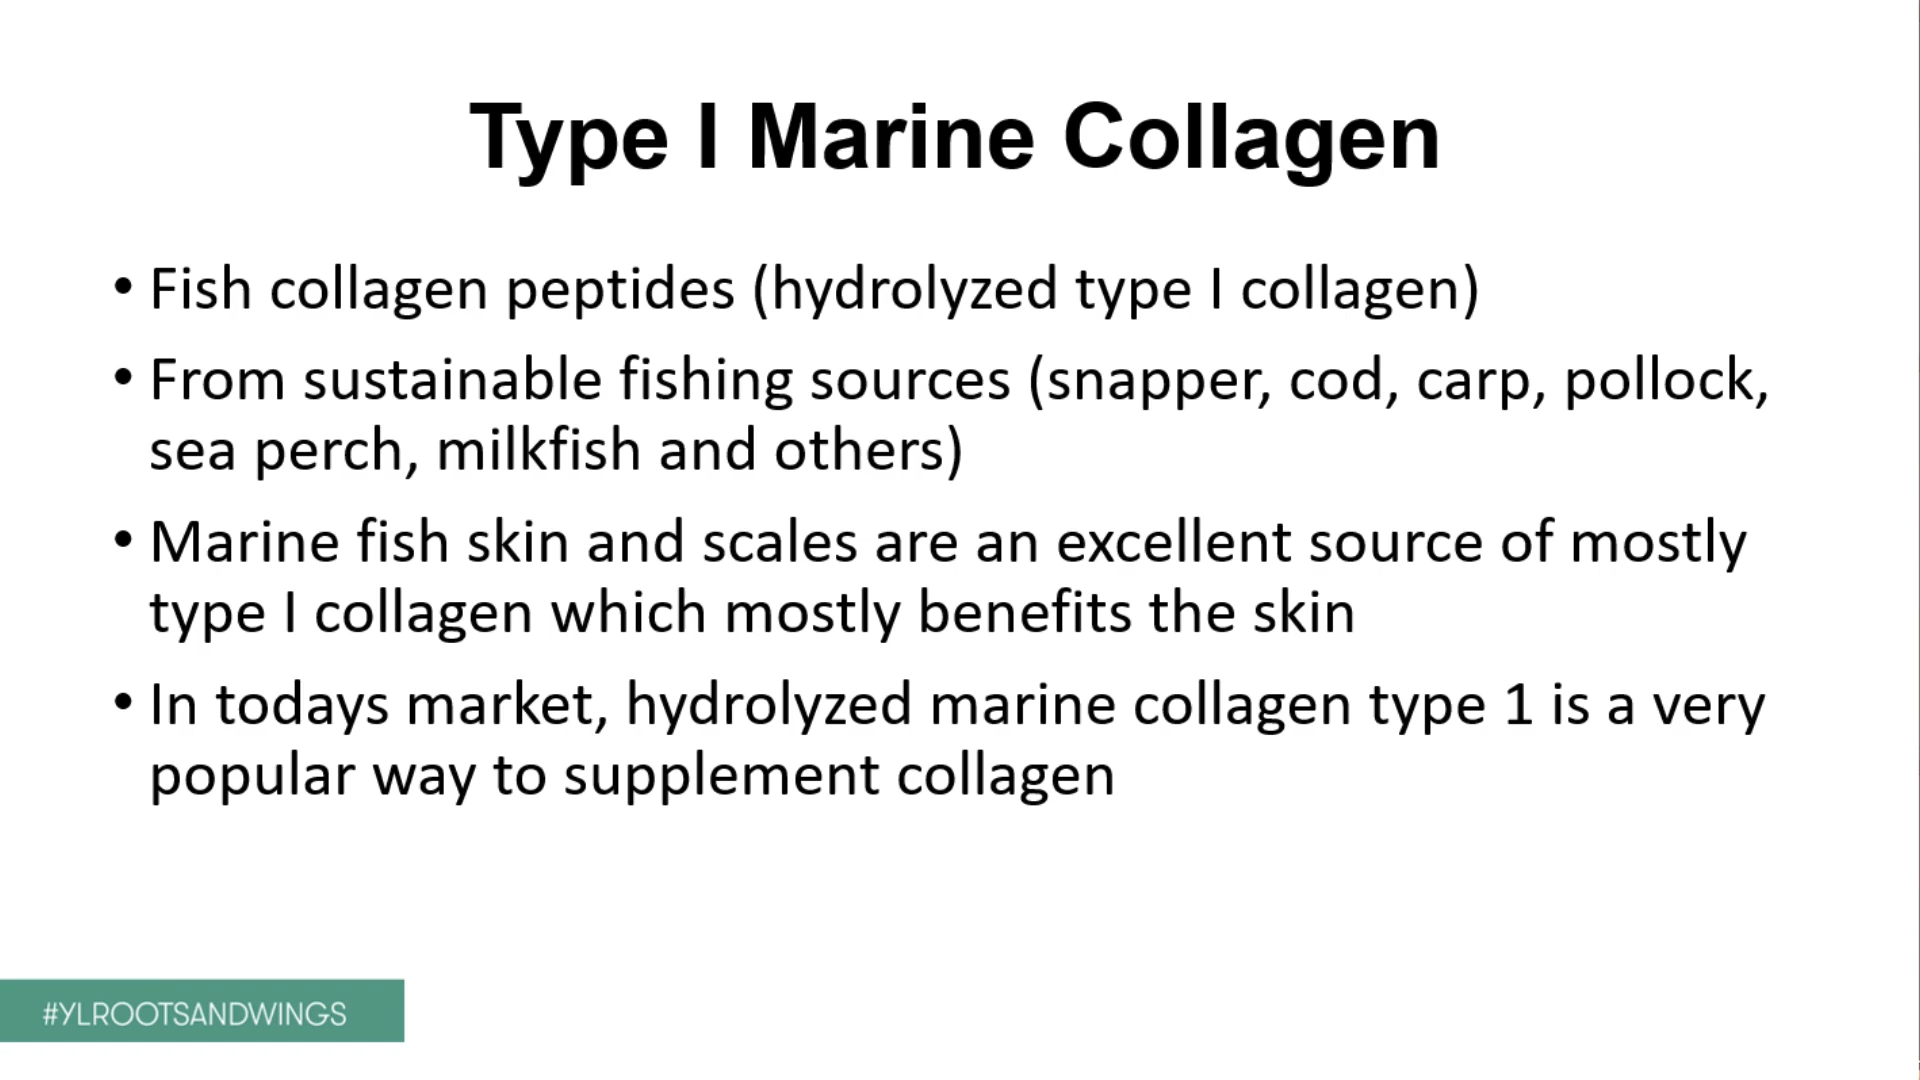 Type I Marine Collagen
• Fish collagen peptides (hydrolyzed type I collagen)
• From sustainable fishing sources (snapper, cod, carp, pollock,
sea perch, milkfish and others)
• Marine fish skin and scales are an excellent source of mostly
type I collagen which mostly benefits the skin
• In todays market, hydrolyzed marine collagen type 1 is a very
popular way to supplement collagen
#YLROOTSANDWINGS